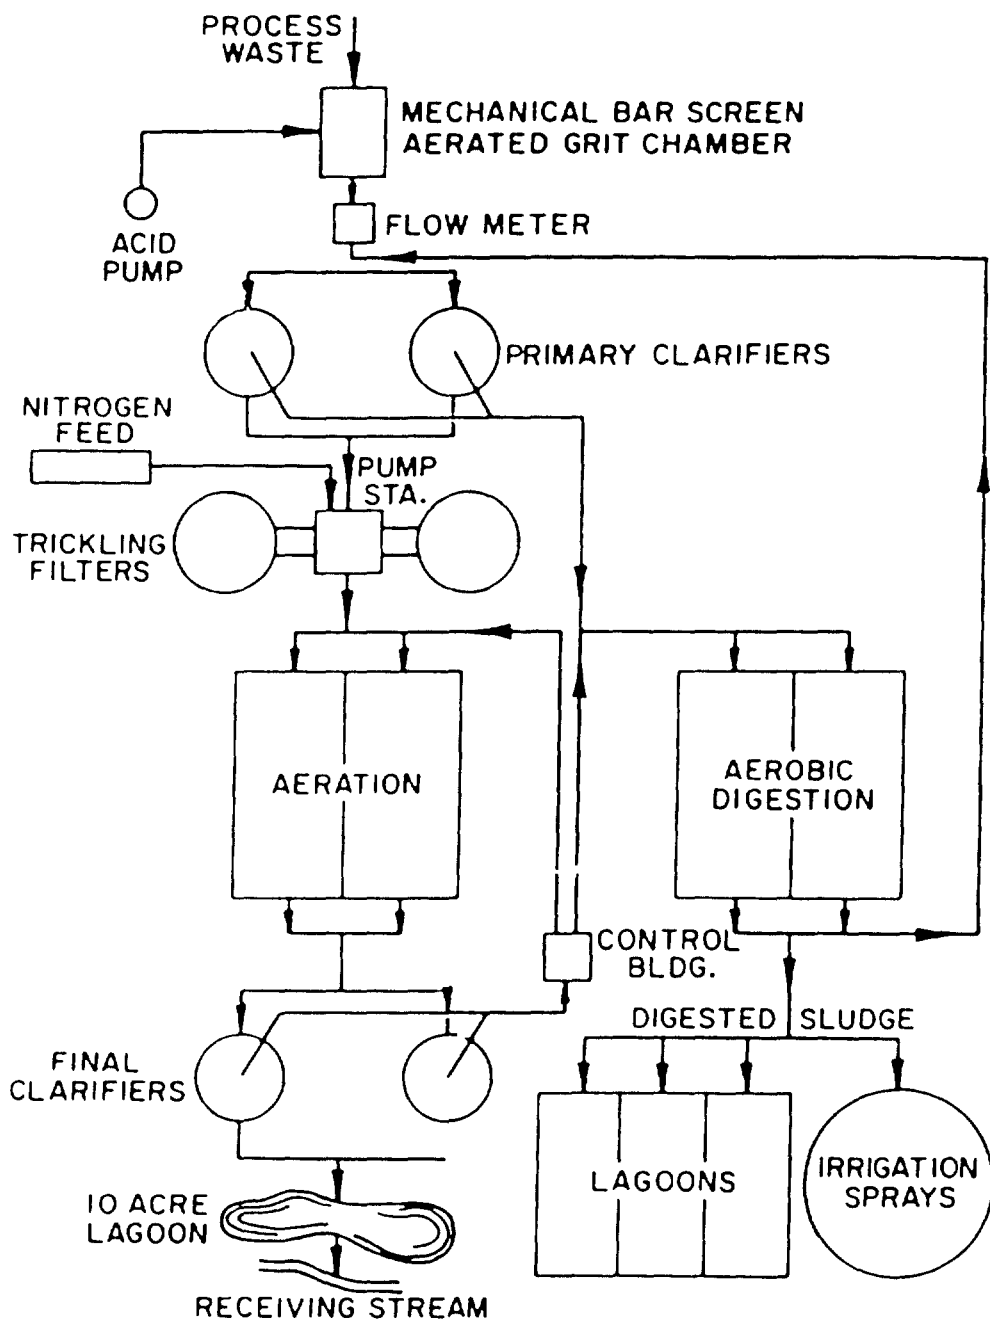 PROCESS
WASTE
MECHANICAL BAR SCREEN
AERATED GRIT CHAMBER
FLOW METER
ACID
PUMP
PRIMARY CLARIFIERS
NITROGEN
FEED
PUMP
STA.
TRICKLING
FILTERS
AERATION
AEROBIC
DIGESTION
CONTROL
BLDG.
DIGESTED SLUDGE
FINAL
CLARIFIERS
LAGOONS
IRRIGATION
SPRAYS
10 ACRE
LAGOON
RECEIVING STREAM